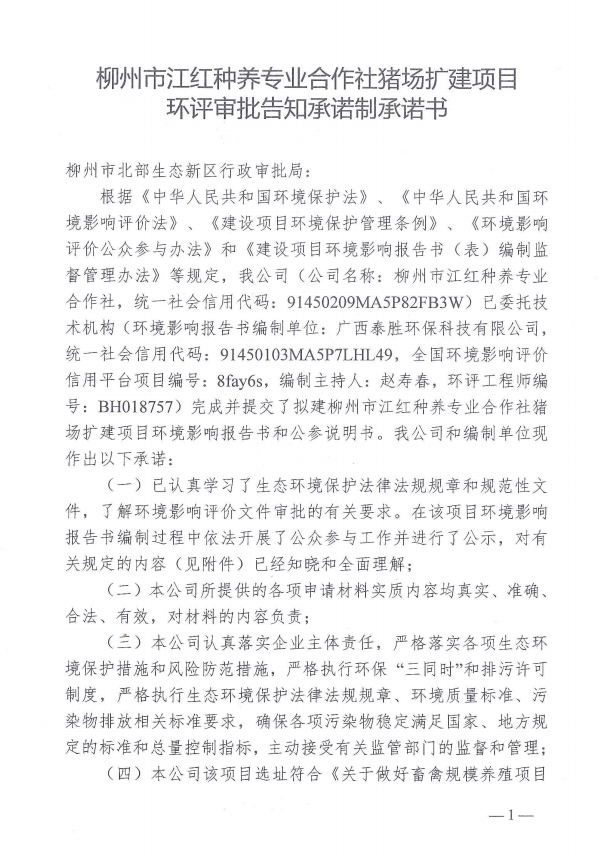 柳州市江红种养专业合作社猪场扩建项目
环评审批告知承诺制承诺书
柳州市北部生态新区行政审批局：
根据《中华人民共和国环境保护法》、《中华人民共和国环
境影响评价法》、《建设项目环境保护管理条例》、《环境影响
评价公众参与办法》和《建设项目环境影响报告书（表）编制监
督管理办法》等规定，我公司（公司名称：柳州市江红种养专业
合作社，统一社会信用代码：91450209MA5P82FB3W）已委托技
术机构（环境影响报告书编制单位：广西泰胜环保科技有限公司，
统一社会信用代码：91450103MA5P7LHL49，全国环境影响评价
信用平台项目编号：8fay6s，编制主持人：赵寿春，环评工程师编
号：BH018757）完成并提交了拟建柳州市江红种养专业合作社猪
场扩建项目环境影响报告书和公参说明书。我公司和编制单位现
作出以下承诺：
（一）已认真学习了生态环境保护法律法规规章和规范性文
件，了解环境影响评价文件审批的有关要求。在该项目环境影响
报告书编制过程中依法开展了公众参与工作并进行了公示，对有
关规定的内容（见附件）已经知晓和全面理解；
（二）本公司所提供的各项申请材料实质内容均真实、准确、
合法、有效，对材料的内容负责；
（三）本公司认真落实企业主体责任，严格落实各项生态环
境保护措施和风险防范措施，严格执行环保“三同时”和排污许可
制度，严格执行生态环境保护法律法规规章、环境质量标准、污
染物排放相关标准要求，确保各项污染物稳定满足国家、地方规
定的标准和总量控制指标，主动接受有关监管部门的监督和管理；
（四）本公司该项目选址符合《关于做好畜禽规模养殖项目
—1—